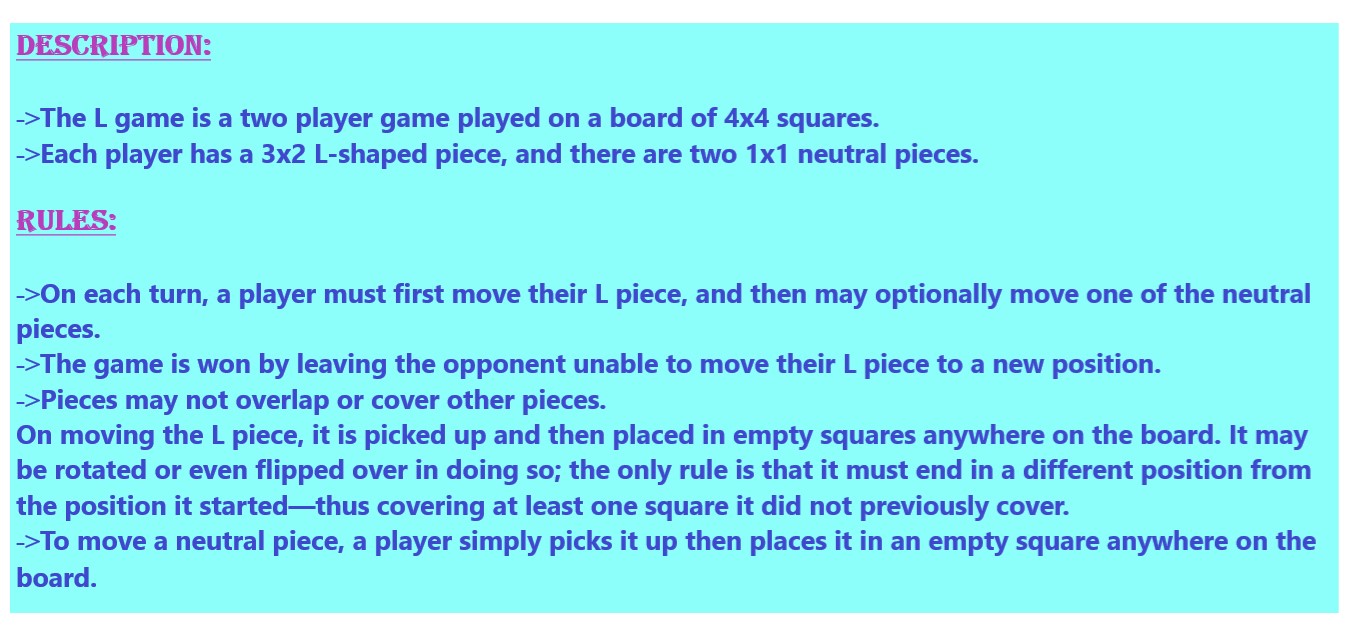 DESCRIPTION:
->The L game is a two player game played on a board of 4x4 squares.
->Each player has a 3x2 L-shaped piece, and there are two 1x1 neutral pieces.
RULES:
->On each turn, a player must first move their L piece, and then may optionally move one of the neutral
pieces.
->The game is won by leaving the opponent unable to move their L piece to a new position.
->Pieces may not overlap or cover other pieces.
On moving the L piece, it is picked up and then placed in empty squares anywhere on the board. It may
be rotated or even flipped over in doing so; the only rule is that it must end in a different position from
the position it started—thus covering at least one square it did not previously cover.
->To move a neutral piece, a player simply picks it up then places it in an empty square anywhere on the
board.